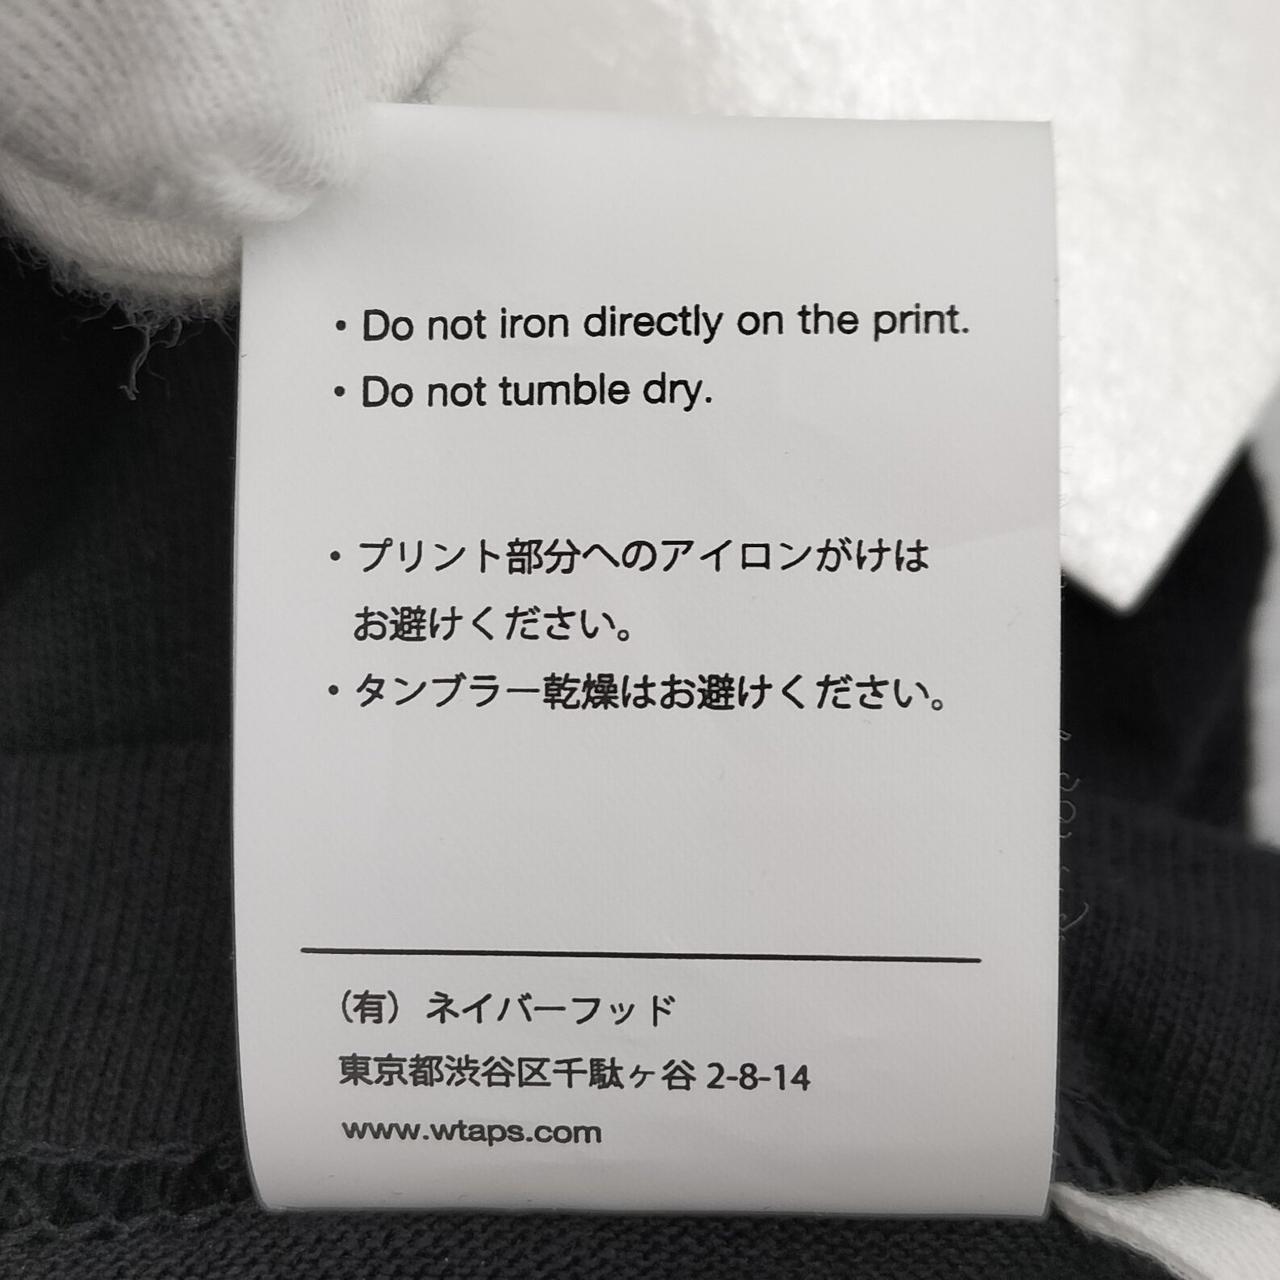 ・Do not iron directly on the print.
・Do not tumble dry.
・プリント部分へのアイロンがけは
お避けください。
・タンブラー乾燥はお避けください。
（有）ネイバーフッド
東京都渋谷区千駄ヶ谷 2-8-14
www.wtaps.com